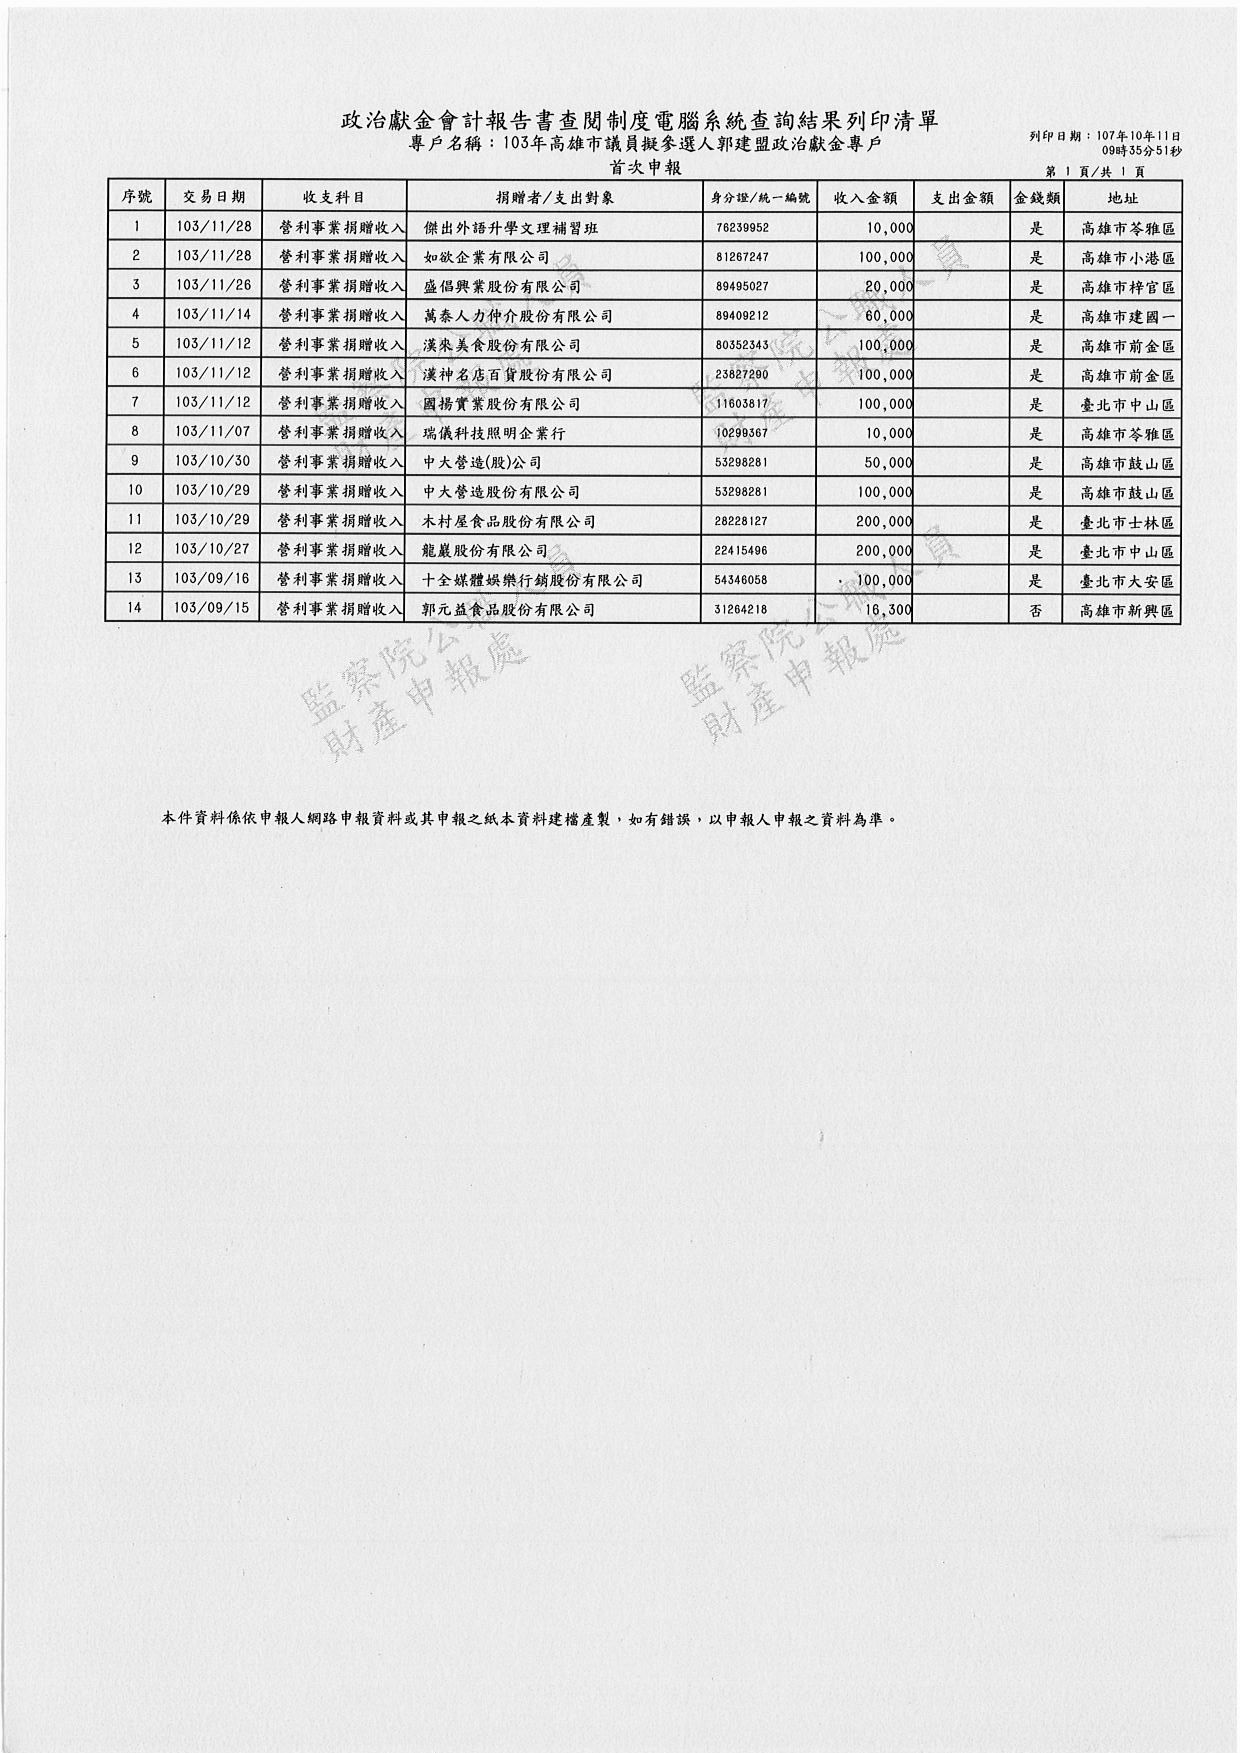 政治獻金會計報告書查閱制度電腦系統查詢結果列印清單
專戶名稱：103年高雄市議員擬參選人郭建盟政治獻金專戶
首次申報
列印日期：107年10年11日
09時35分51秒
第 1 頁/共 1 頁
序號 交易日期 收支科目 捐贈者/支出對象 身分證/統一編號 收入金額 支出金額 金錢類 地址
1 103/11/28 營利事業捐贈收入 傑出外語升學文理補習班 76239952 10,000 是 高雄市苓雅區
2 103/11/28 營利事業捐贈收入 如欲企業有限公司 81267247 100,000 是 高雄市小港區
3 103/11/26 營利事業捐贈收入 盛倡興業股份有限公司 89495027 20,000 是 高雄市梓官區
4 103/11/14 營利事業捐贈收入 萬泰人力仲介股份有限公司 89409212 60,000 是 高雄市建國一
5 103/11/12 營利事業捐贈收入 漢來美食股份有限公司 80352343 100,000 是 高雄市前金區
6 103/11/12 營利事業捐贈收入 漢神名店百貨股份有限公司 23827290 100,000 是 高雄市前金區
7 103/11/12 營利事業捐贈收入 國揚實業股份有限公司 11603817 100,000 是 臺北市中山區
8 103/11/07 營利事業捐贈收入 瑞儀科技照明企業行 10299367 10,000 是 高雄市苓雅區
9 103/10/30 營利事業捐贈收入 中大營造(股)公司 53298281 50,000 是 高雄市鼓山區
10 103/10/29 營利事業捐贈收入 中大營造股份有限公司 53298281 100,000 是 高雄市鼓山區
11 103/10/29 營利事業捐贈收入 木村屋食品股份有限公司 28228127 200,000 是 臺北市士林區
12 103/10/27 營利事業捐贈收入 龍巖股份有限公司 22415496 200,000 是 臺北市中山區
13 103/09/16 營利事業捐贈收入 十全媒體娛樂行銷股份有限公司 54346058 100,000 是 臺北市大安區
14 103/09/15 營利事業捐贈收入 郭元益食品股份有限公司 31264218 16,300 否 高雄市新興區
監察院公職人員
財產申報處
監察院公職人員
財產申報處
監察院公職人員
財產申報處
監察院公職人員
財產申報處
本件資料係依申報人網路申報資料或其申報之紙本資料建檔產製，如有錯誤，以申報人申報之資料為準。